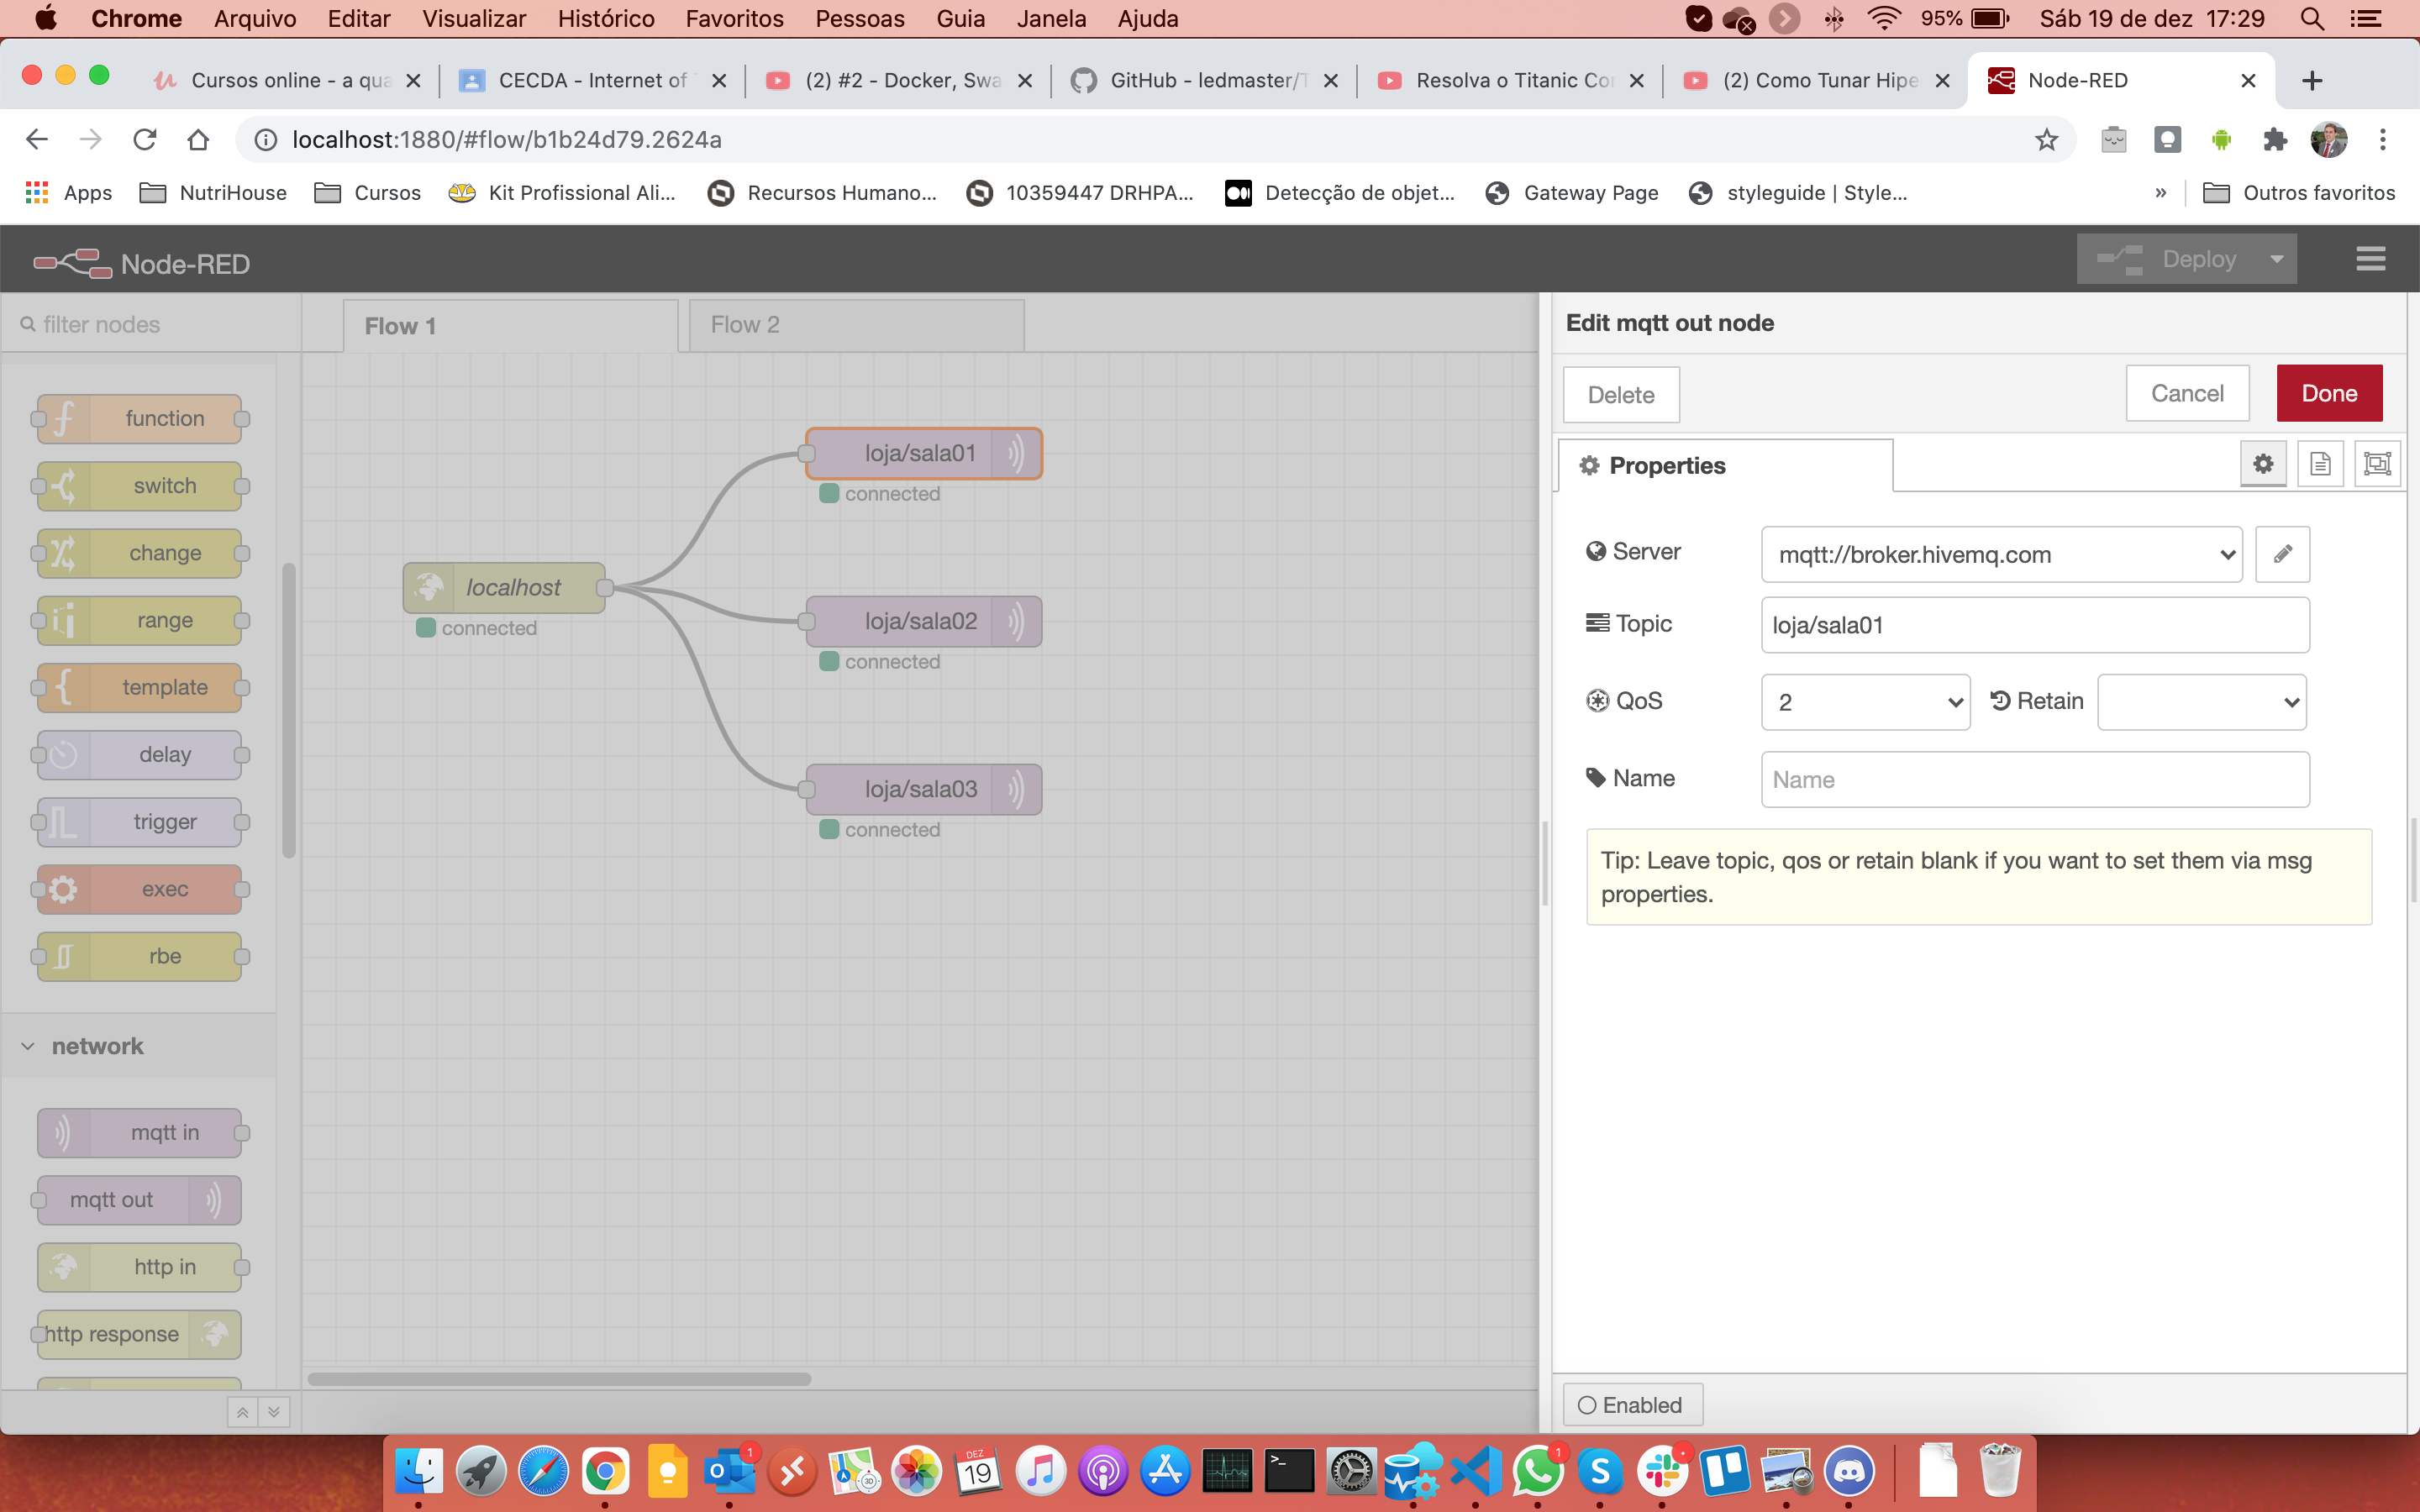 Chrome Arquivo Editar Visualizar Histórico Favoritos Pessoas Guia Janela Ajuda 95% Sáb 19 de dez 17:29
Cursos online - a qua CECDA - Internet of (2) #2 - Docker, Swa GitHub - ledmaster/T Resolva o Titanic Co (2) Como Tunar Hipe Node-RED
localhost:1880/#flow/b1b24d79.2624a
Apps NutriHouse Cursos Kit Profissional Ali... Recursos Humano... 10359447 DRHPA... Detecção de objet... Gateway Page styleguide | Style... » Outros favoritos
Node-RED Deploy
filter nodes
Flow 1 Flow 2
function
switch
change
range
template
delay
trigger
exec
rbe
network
mqtt in
mqtt out
http in
http response
localhost
connected
loja/sala01
connected
loja/sala02
connected
loja/sala03
connected
Edit mqtt out node
Delete Cancel Done
Properties
Server mqtt://broker.hivemq.com
Topic loja/sala01
QoS 2 Retain
Name Name
Tip: Leave topic, qos or retain blank if you want to set them via msg
properties.
Enabled
1
DEZ
19
3D
1